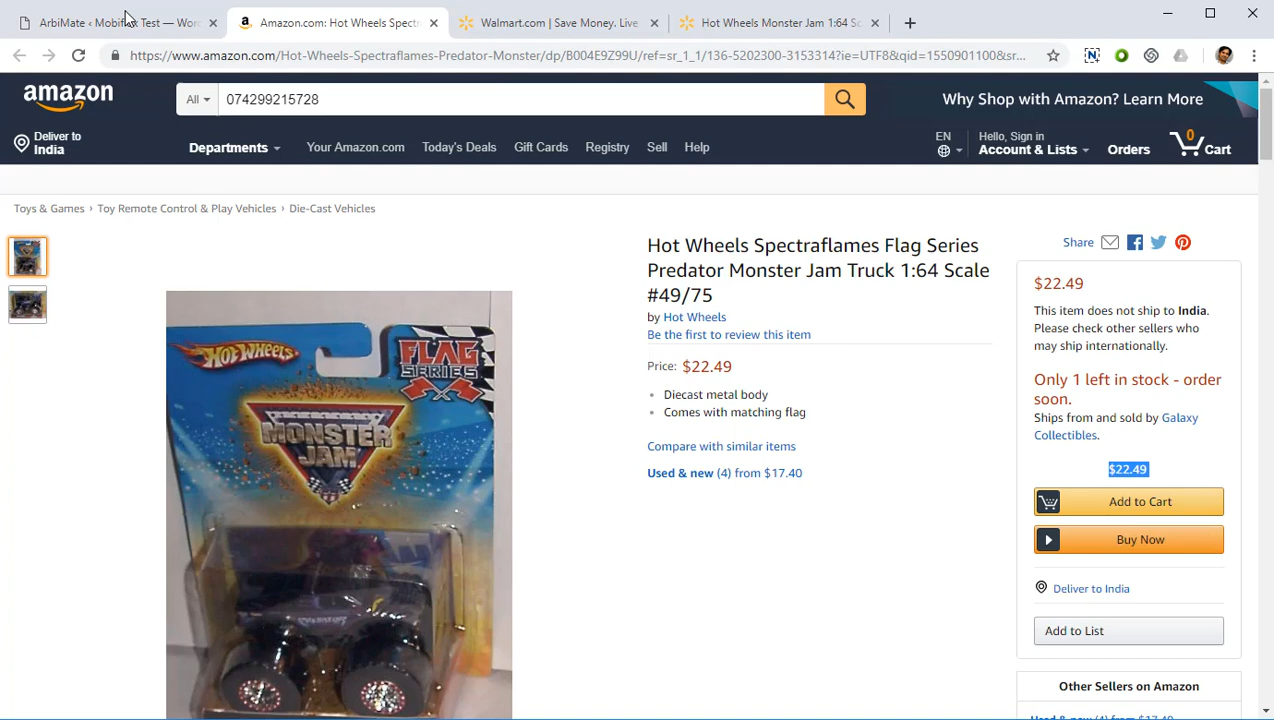 ArbiMate ‹ Mobiflex Test — Wor
Amazon.com: Hot Wheels Spectr
Walmart.com | Save Money. Live
Hot Wheels Monster Jam 1:64 Sc
https://www.amazon.com/Hot-Wheels-Spectraflames-Predator-Monster/dp/B004E9Z99U/ref=sr_1_1/136-5202300-3153314?ie=UTF8&qid=1550901100&sr...
amazon
All
074299215728
Why Shop with Amazon? Learn More
Deliver to
India
Departments
Your Amazon.com
Today's Deals
Gift Cards
Registry
Sell
Help
EN
Hello, Sign in
Account & Lists
Orders
0
Cart
Toys & Games › Toy Remote Control & Play Vehicles › Die-Cast Vehicles
Hot Wheels Spectraflames Flag Series
Predator Monster Jam Truck 1:64 Scale
#49/75
by Hot Wheels
Be the first to review this item
Price: $22.49
• Diecast metal body
• Comes with matching flag
Compare with similar items
Used & new (4) from $17.40
HOT WHEELS
FLAG
SERIES
MONSTER
JAM
Share
$22.49
This item does not ship to India.
Please check other sellers who
may ship internationally.
Only 1 left in stock - order
soon.
Ships from and sold by Galaxy
Collectibles.
$22.49
Add to Cart
Buy Now
Deliver to India
Add to List
Other Sellers on Amazon
Used & new (4) from $17.40